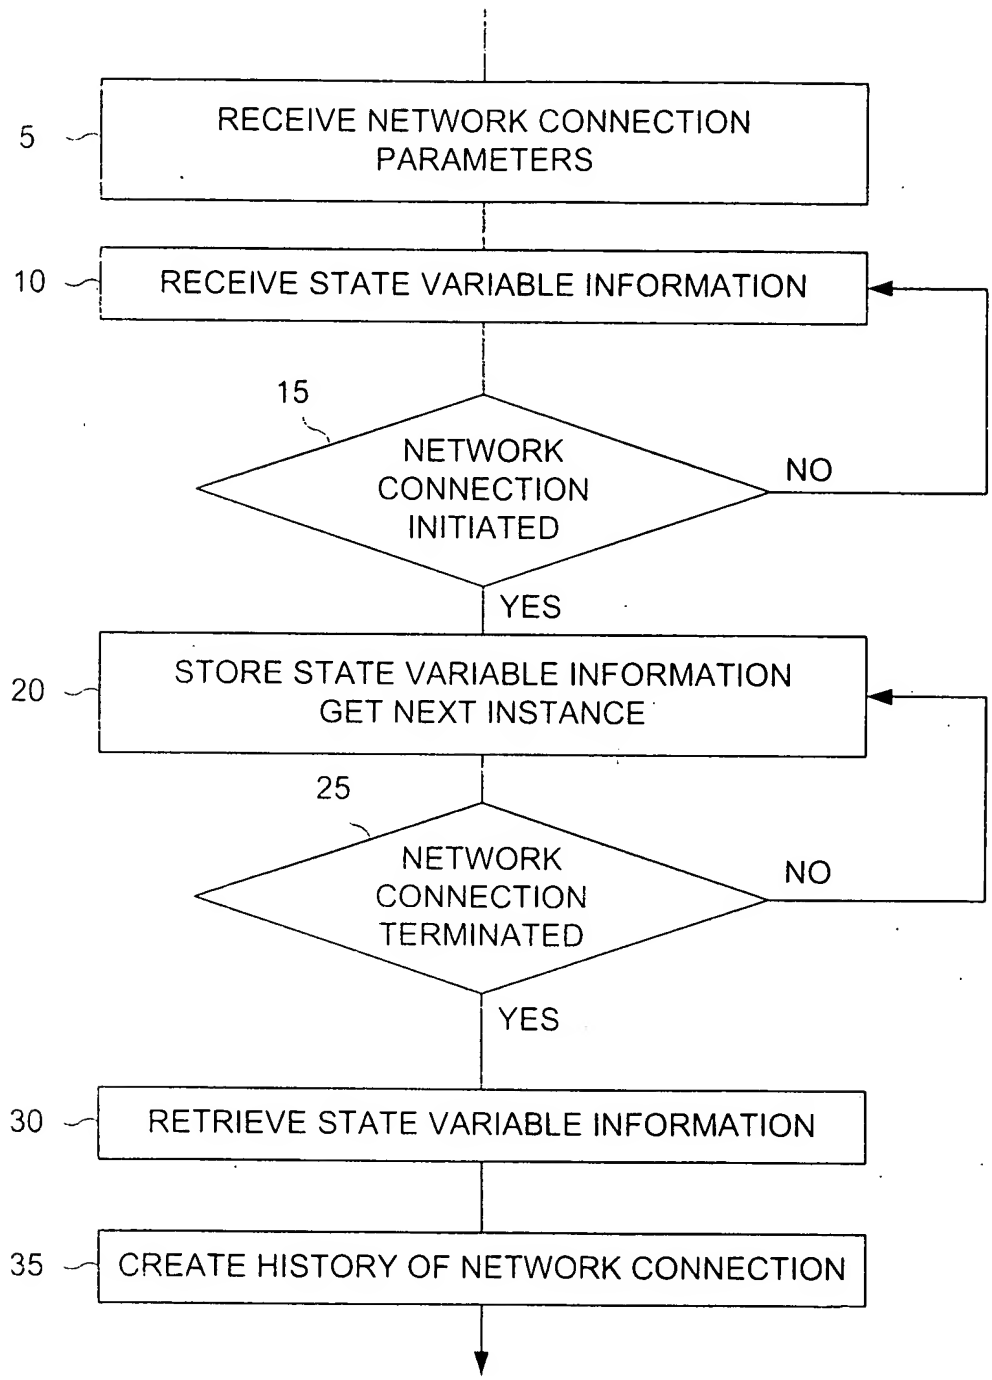 5
RECEIVE NETWORK CONNECTION
PARAMETERS
10
RECEIVE STATE VARIABLE INFORMATION
15
NETWORK
CONNECTION
INITIATED
NO
YES
20
STORE STATE VARIABLE INFORMATION
GET NEXT INSTANCE
25
NETWORK
CONNECTION
TERMINATED
NO
YES
30
RETRIEVE STATE VARIABLE INFORMATION
35
CREATE HISTORY OF NETWORK CONNECTION